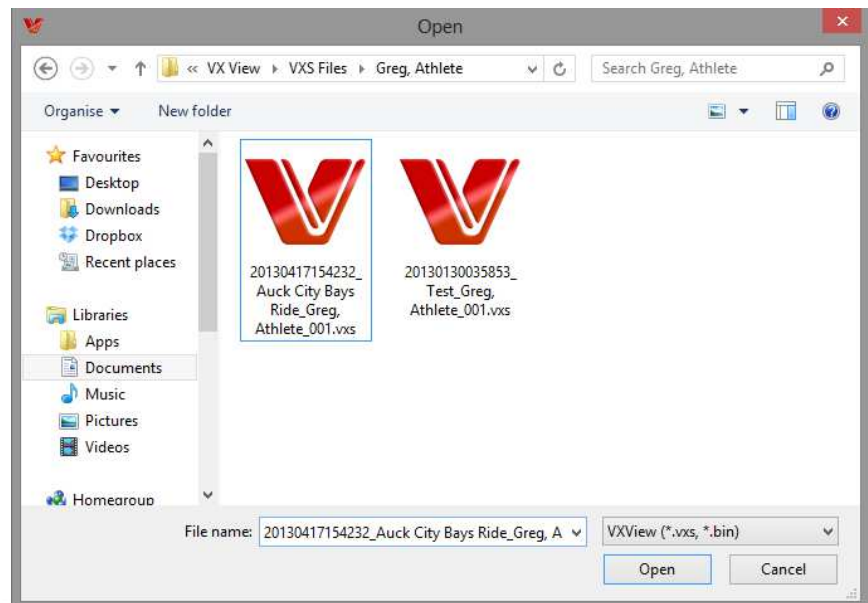 Open
« VX View ▸ VXS Files ▸ Greg, Athlete
Search Greg, Athlete
Organise
New folder
Favourites
Desktop
Downloads
Dropbox
Recent places
Libraries
Apps
Documents
Music
Pictures
Videos
Homegroup
20130417154232_
Auck City Bays
Ride_Greg,
Athlete_001.vxs
20130130035853_
Test_Greg,
Athlete_001.vxs
File name: 20130417154232_Auck City Bays Ride_Greg, A
VXView (*.vxs, *.bin)
Open
Cancel